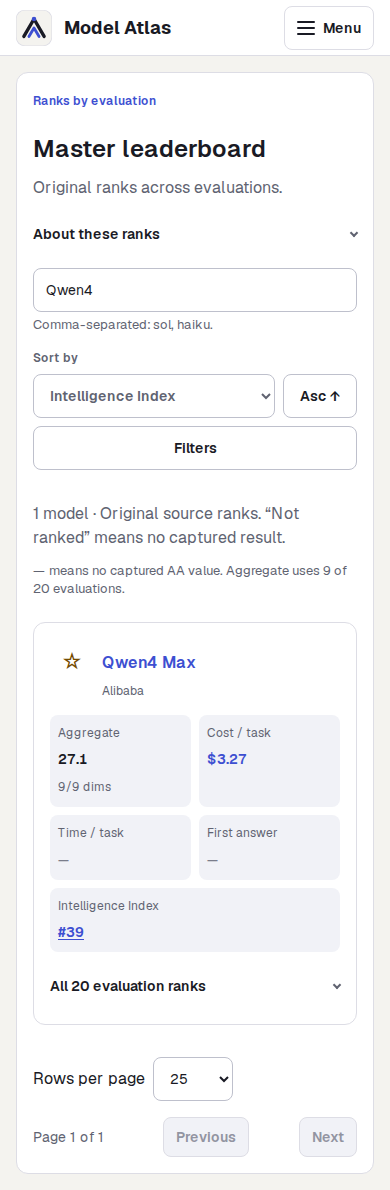 Model Atlas
Menu
Ranks by evaluation
Master leaderboard
Original ranks across evaluations.
About these ranks
Qwen4
Comma-separated: sol, haiku.
Sort by
Intelligence Index
Asc ↑
Filters
1 model · Original source ranks. “Not
ranked” means no captured result.
— means no captured AA value. Aggregate uses 9 of
20 evaluations.
☆ Qwen4 Max
Alibaba
Aggregate
27.1
9/9 dims
Cost / task
$3.27
Time / task
—
First answer
—
Intelligence Index
#39
All 20 evaluation ranks
Rows per page
25
Page 1 of 1
Previous
Next